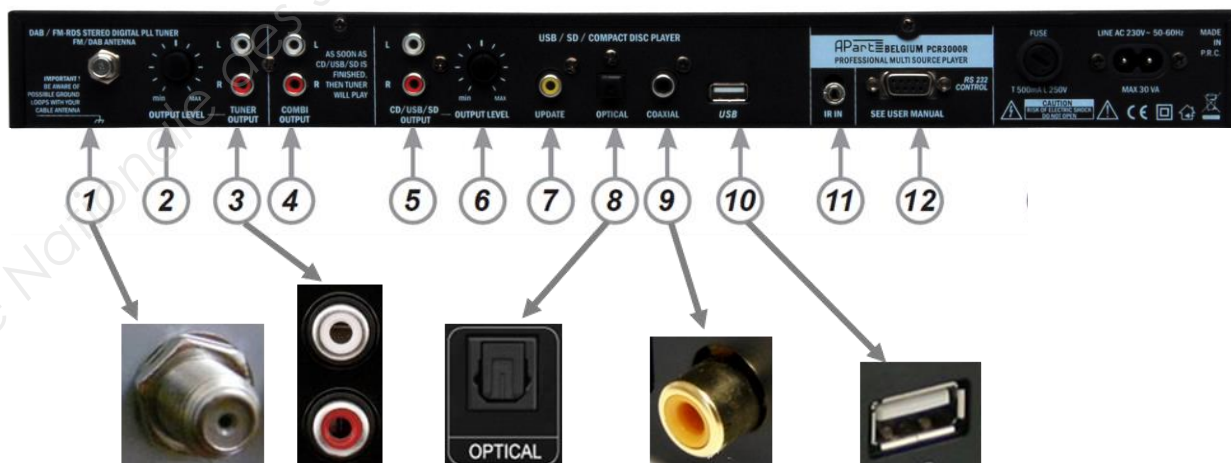 DAB / FM-RDS STEREO DIGITAL PLL TUNER
FM/DAB ANTENNA
IMPORTANT !
BE AWARE OF
POSSIBLE GROUND
LOOPS WITH YOUR
CABLE ANTENNA
min MAX
OUTPUT LEVEL
L
R
TUNER
OUTPUT
L
R
COMBI
OUTPUT
AS SOON AS
CD/USB/SD IS
FINISHED,
THEN TUNER
WILL PLAY
USB / SD / COMPACT DISC PLAYER
L
R
CD/USB/SD
OUTPUT
min MAX
OUTPUT LEVEL
UPDATE
OPTICAL
COAXIAL
USB
APart BELGIUM PCR3000R
PROFESSIONAL MULTI SOURCE PLAYER
IR IN
RS 232
CONTROL
SEE USER MANUAL
FUSE
T 500mA L 250V
LINE AC 230V~ 50-60Hz
MAX 30 VA
MADE
IN
P.R.C.
CAUTION
RISK OF ELECTRIC SHOCK
DO NOT OPEN
CE
1 2 3 4 5 6 7 8 9 10 11 12
OPTICAL
Nationale des